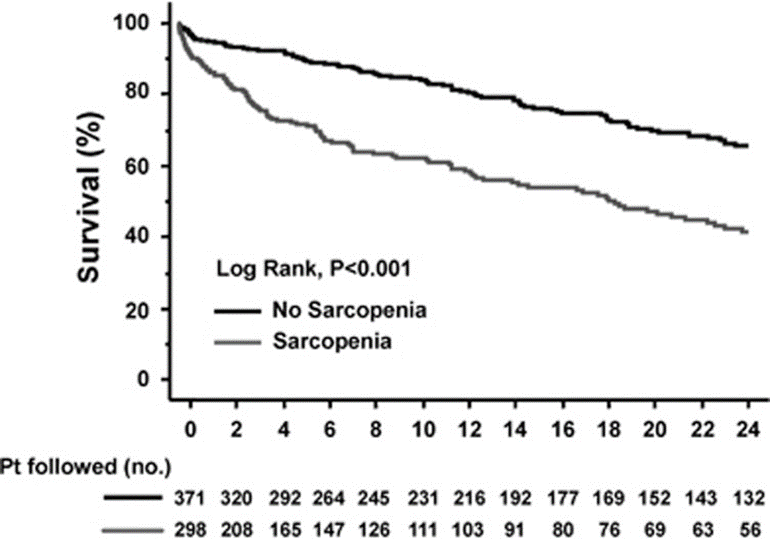 100
80
60
40
20
0
Survival (%)
Log Rank, P<0.001
No Sarcopenia
Sarcopenia
0 2 4 6 8 10 12 14 16 18 20 22 24
Pt followed (no.)
371 320 292 264 245 231 216 192 177 169 152 143 132
298 208 165 147 126 111 103 91 80 76 69 63 56